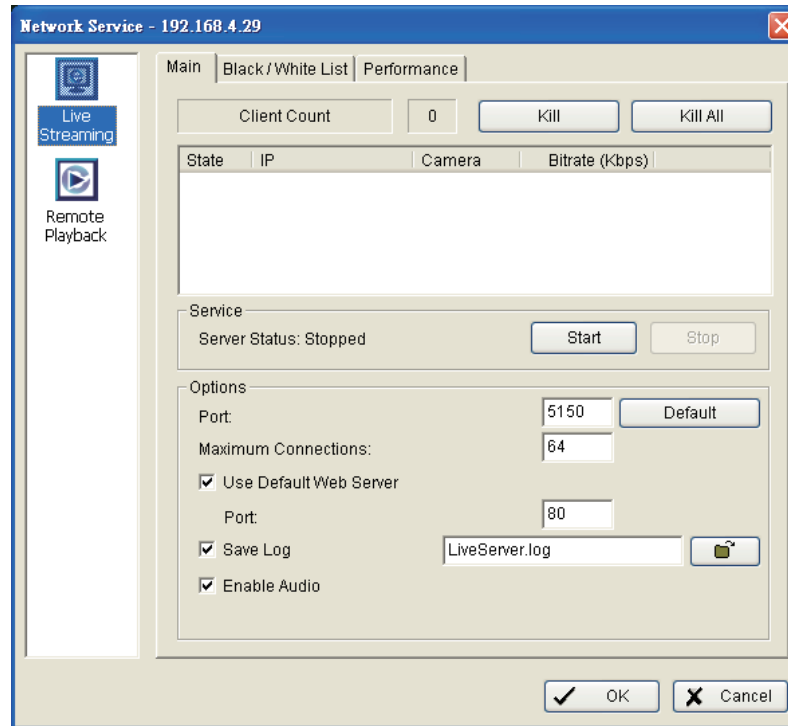 Network Service - 192.168.4.29
Live
Streaming
Remote
Playback
Main Black / White List Performance
Client Count 0 Kill Kill All
State IP Camera Bitrate (Kbps)
Service
Server Status: Stopped Start Stop
Options
Port: 5150 Default
Maximum Connections: 64
Use Default Web Server
Port: 80
Save Log LiveServer.log
Enable Audio
OK Cancel